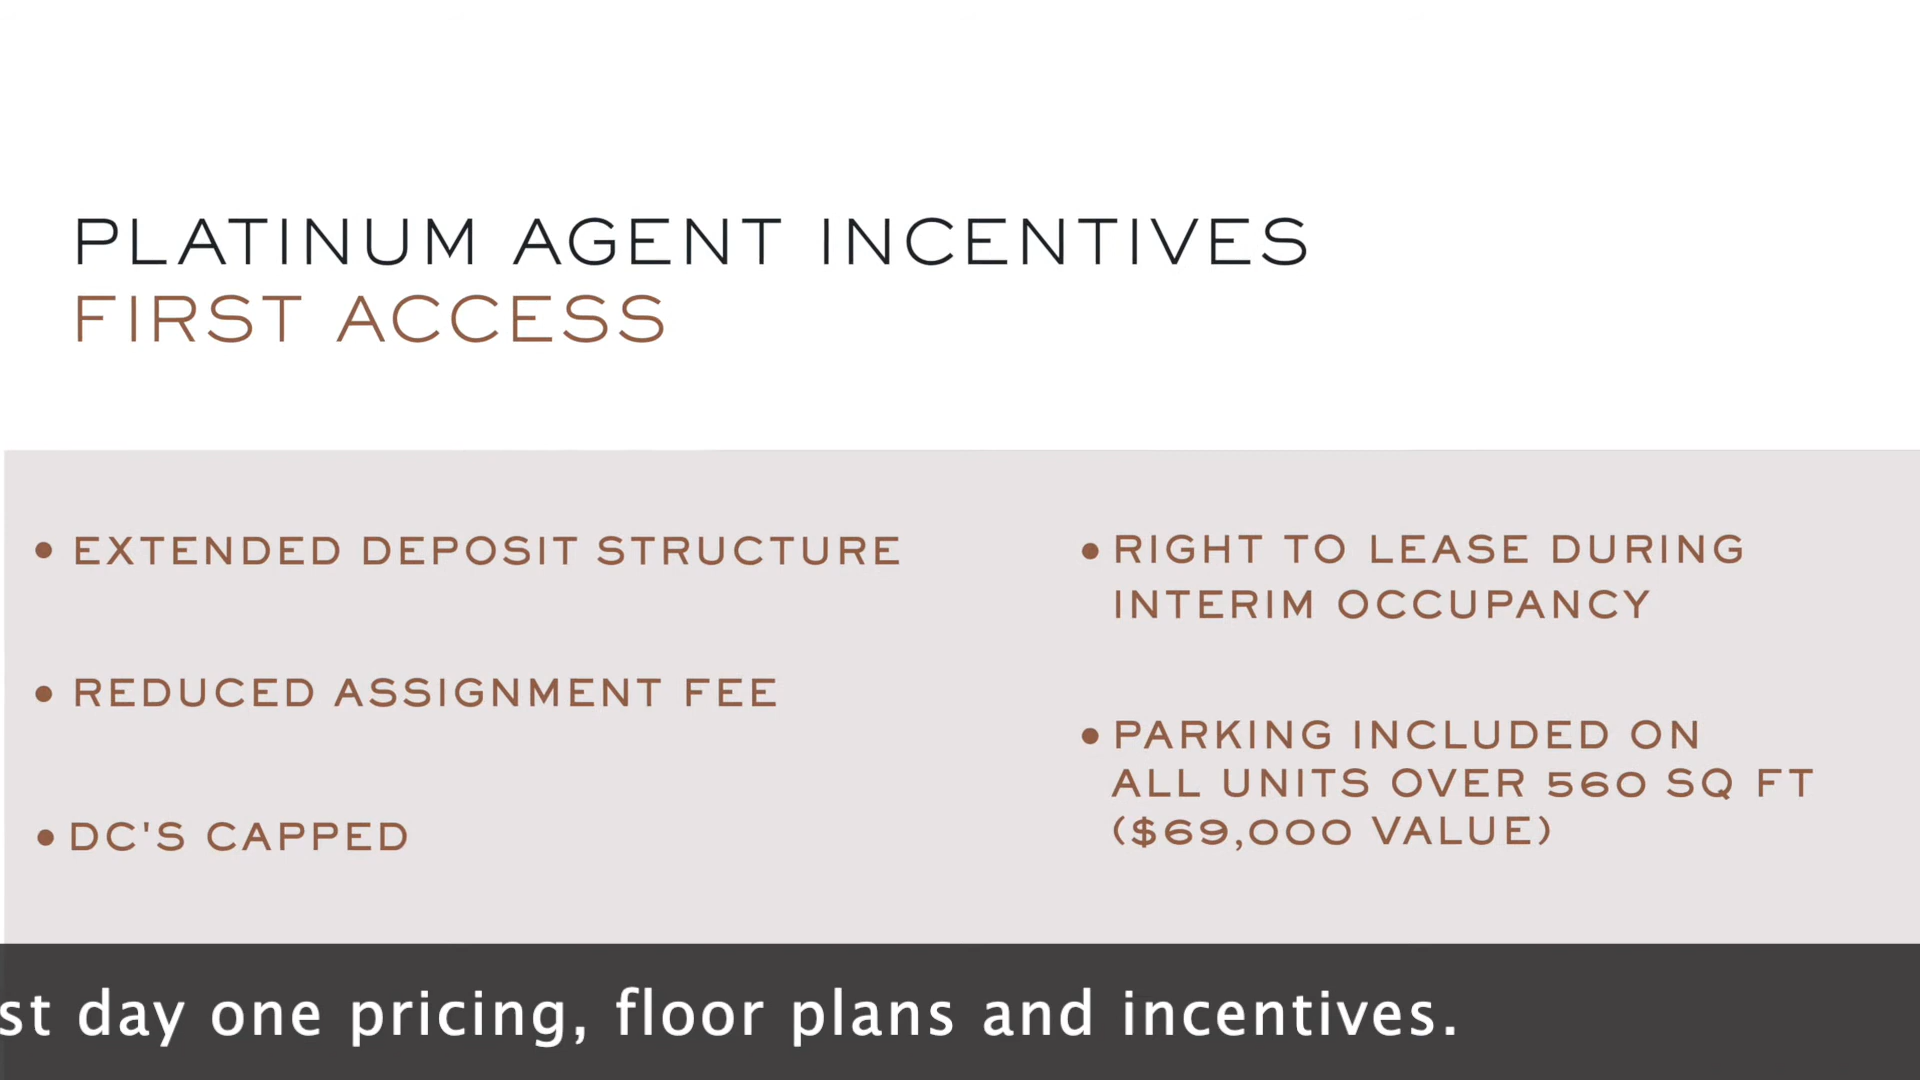 PLATINUM AGENT INCENTIVES
FIRST ACCESS
• EXTENDED DEPOSIT STRUCTURE
• REDUCED ASSIGNMENT FEE
• DC'S CAPPED
• RIGHT TO LEASE DURING
INTERIM OCCUPANCY
• PARKING INCLUDED ON
ALL UNITS OVER 560 SQ FT
($69,000 VALUE)
day one pricing, floor plans and incentives.